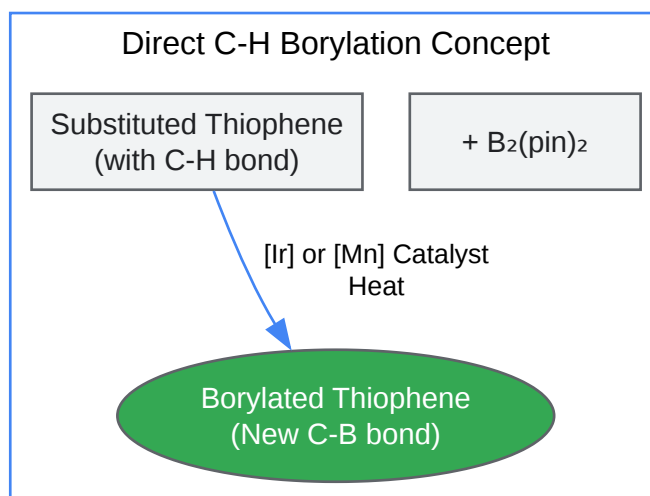 Direct C-H Borylation Concept
Substituted Thiophene
(with C-H bond)
+ B₂(pin)₂
[Ir] or [Mn] Catalyst
Heat
Borylated Thiophene
(New C-B bond)